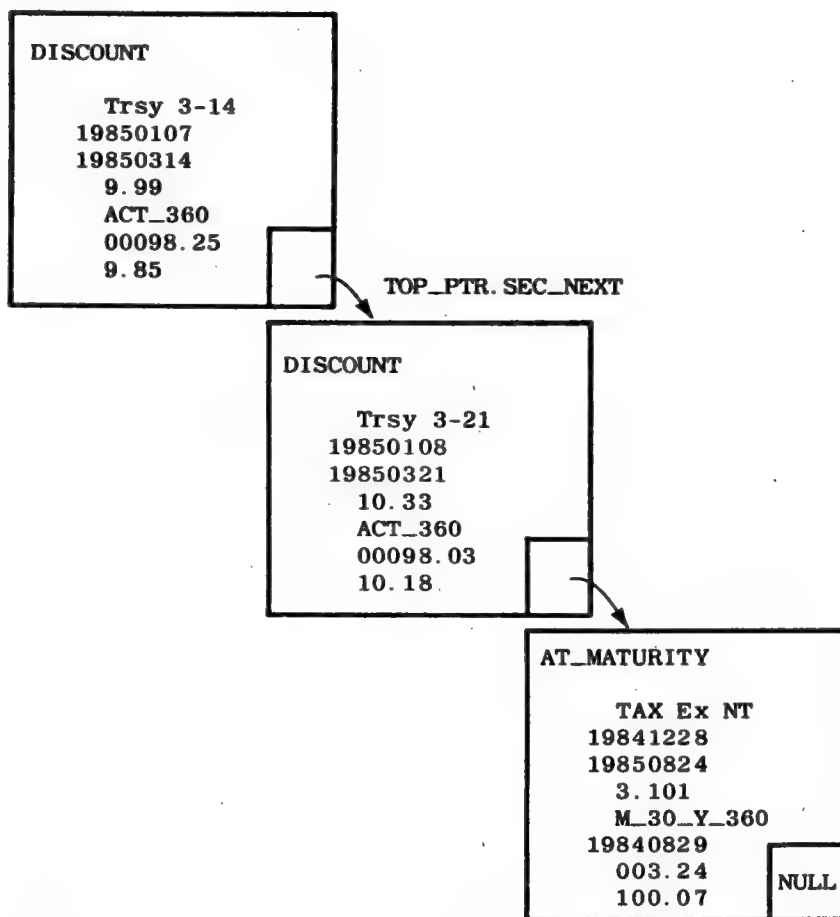 DISCOUNT
Trsy 3-14
19850107
19850314
9.99
ACT_360
00098.25
9.85
TOP_PTR.SEC_NEXT
DISCOUNT
Trsy 3-21
19850108
19850321
10.33
ACT_360
00098.03
10.18
AT_MATURITY
TAX Ex NT
19841228
19850824
3.101
M_30_Y_360
19840829
003.24
100.07
NULL